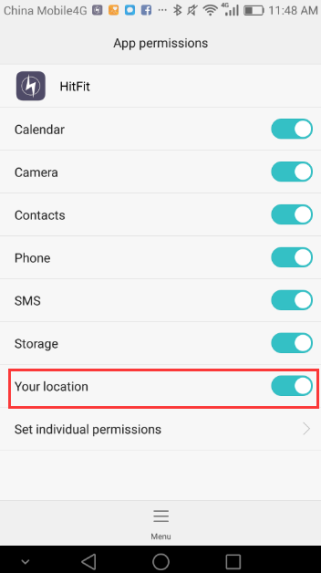 China Mobile4G ... 4G 11:48 AM
App permissions
HitFit
Calendar
Camera
Contacts
Phone
SMS
Storage
Your location
Set individual permissions
Menu